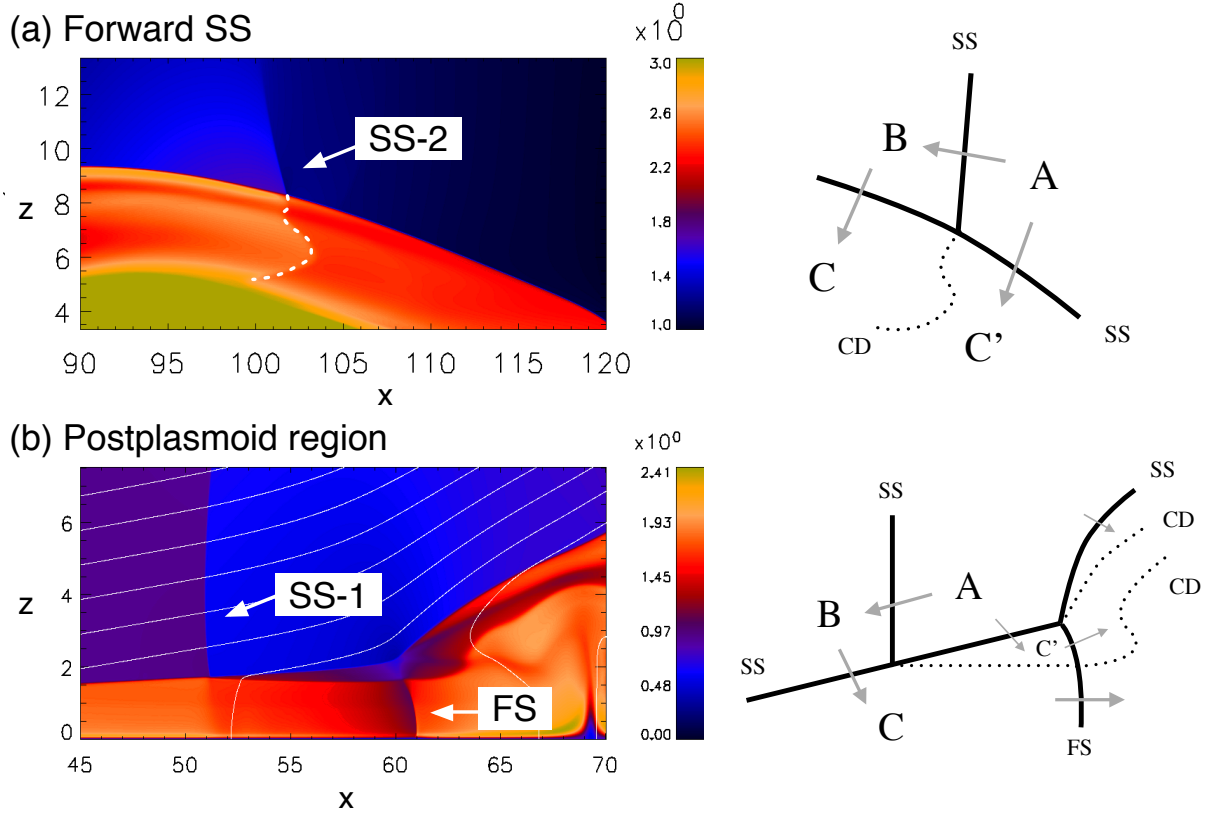 (a) Forward SS
×10
0
3.0
2.6
2.2
1.8
1.4
1.0
12
10
8
6
4
z
SS-2
90 95 100 105 110 115 120
x
SS
B
A
C
C'
CD
SS
(b) Postplasmoid region
×10⁰
2.41
1.93
1.45
0.97
0.48
0.00
6
4
2
0
z
SS-1
FS
45 50 55 60 65 70
x
SS
SS
CD
CD
A
B
C'
SS
C
FS